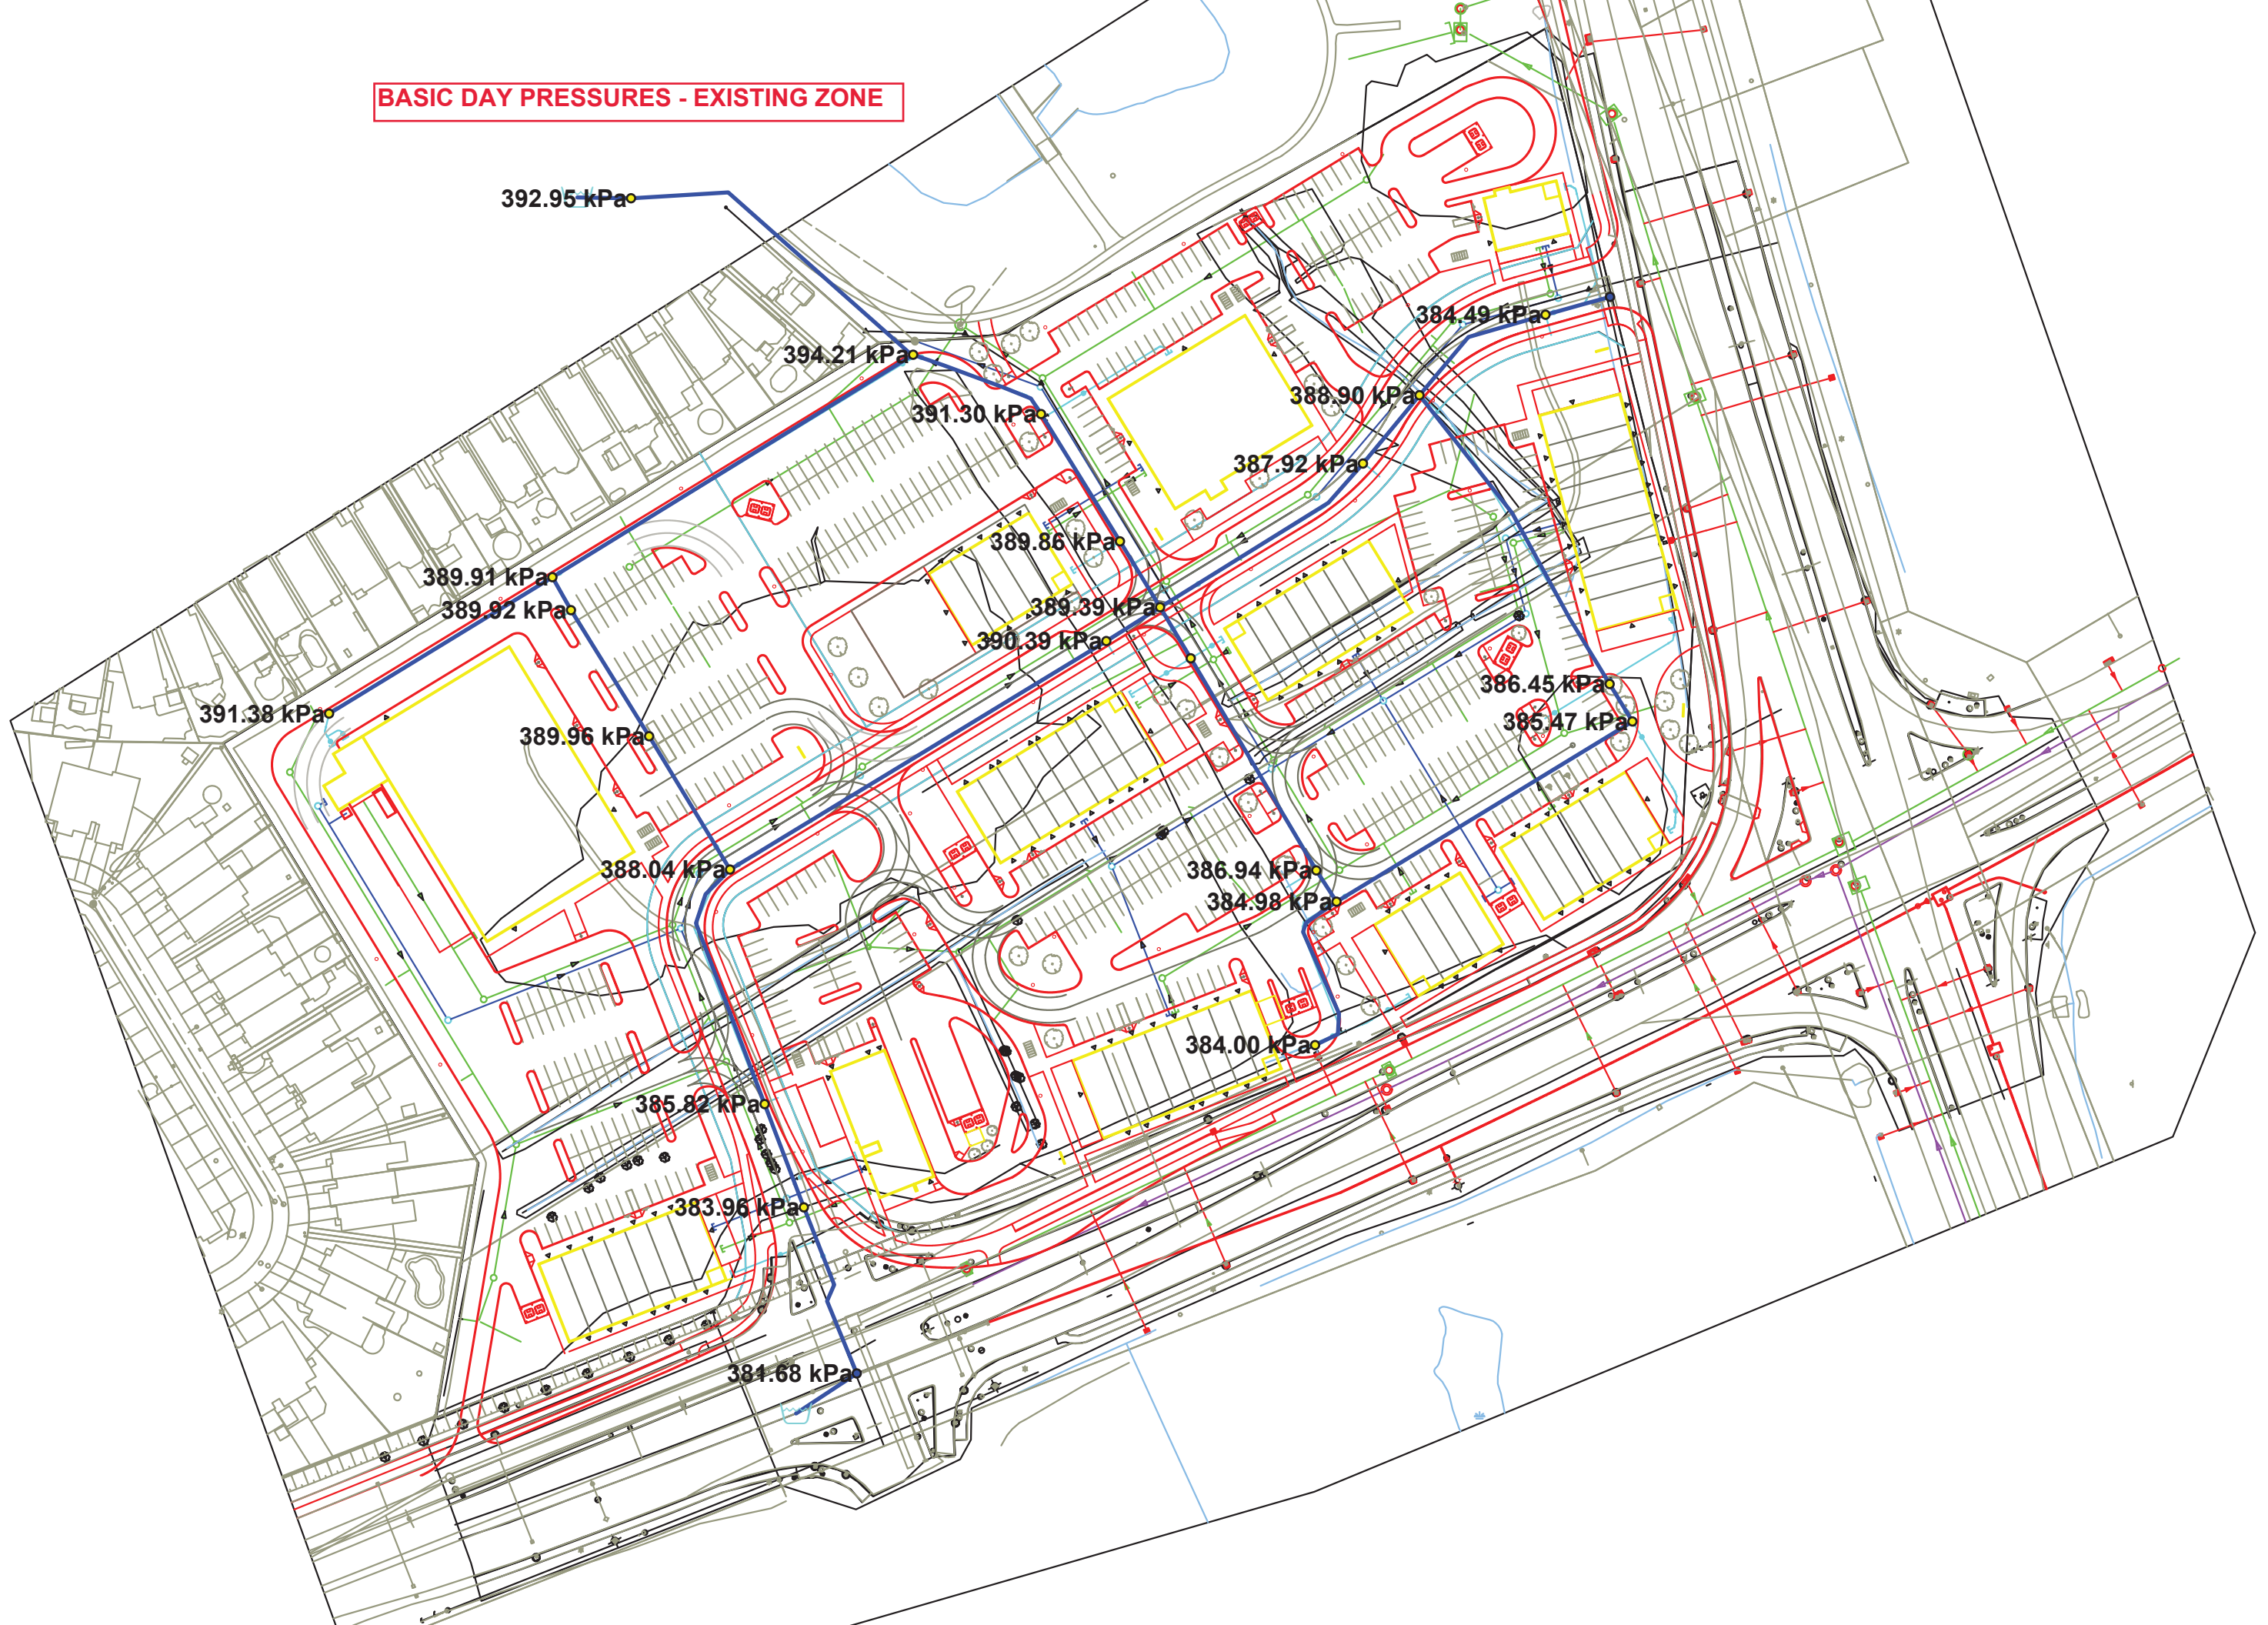 BASIC DAY PRESSURES - EXISTING ZONE
392.95 kPa
384.49 kPa
394.21 kPa
388.90 kPa
391.30 kPa
387.92 kPa
389.86 kPa
389.91 kPa
389.92 kPa
389.39 kPa
390.39 kPa
386.45 kPa
391.38 kPa
385.47 kPa
389.96 kPa
388.04 kPa
386.94 kPa
384.98 kPa
384.00 kPa
385.82 kPa
383.96 kPa
381.68 kPa